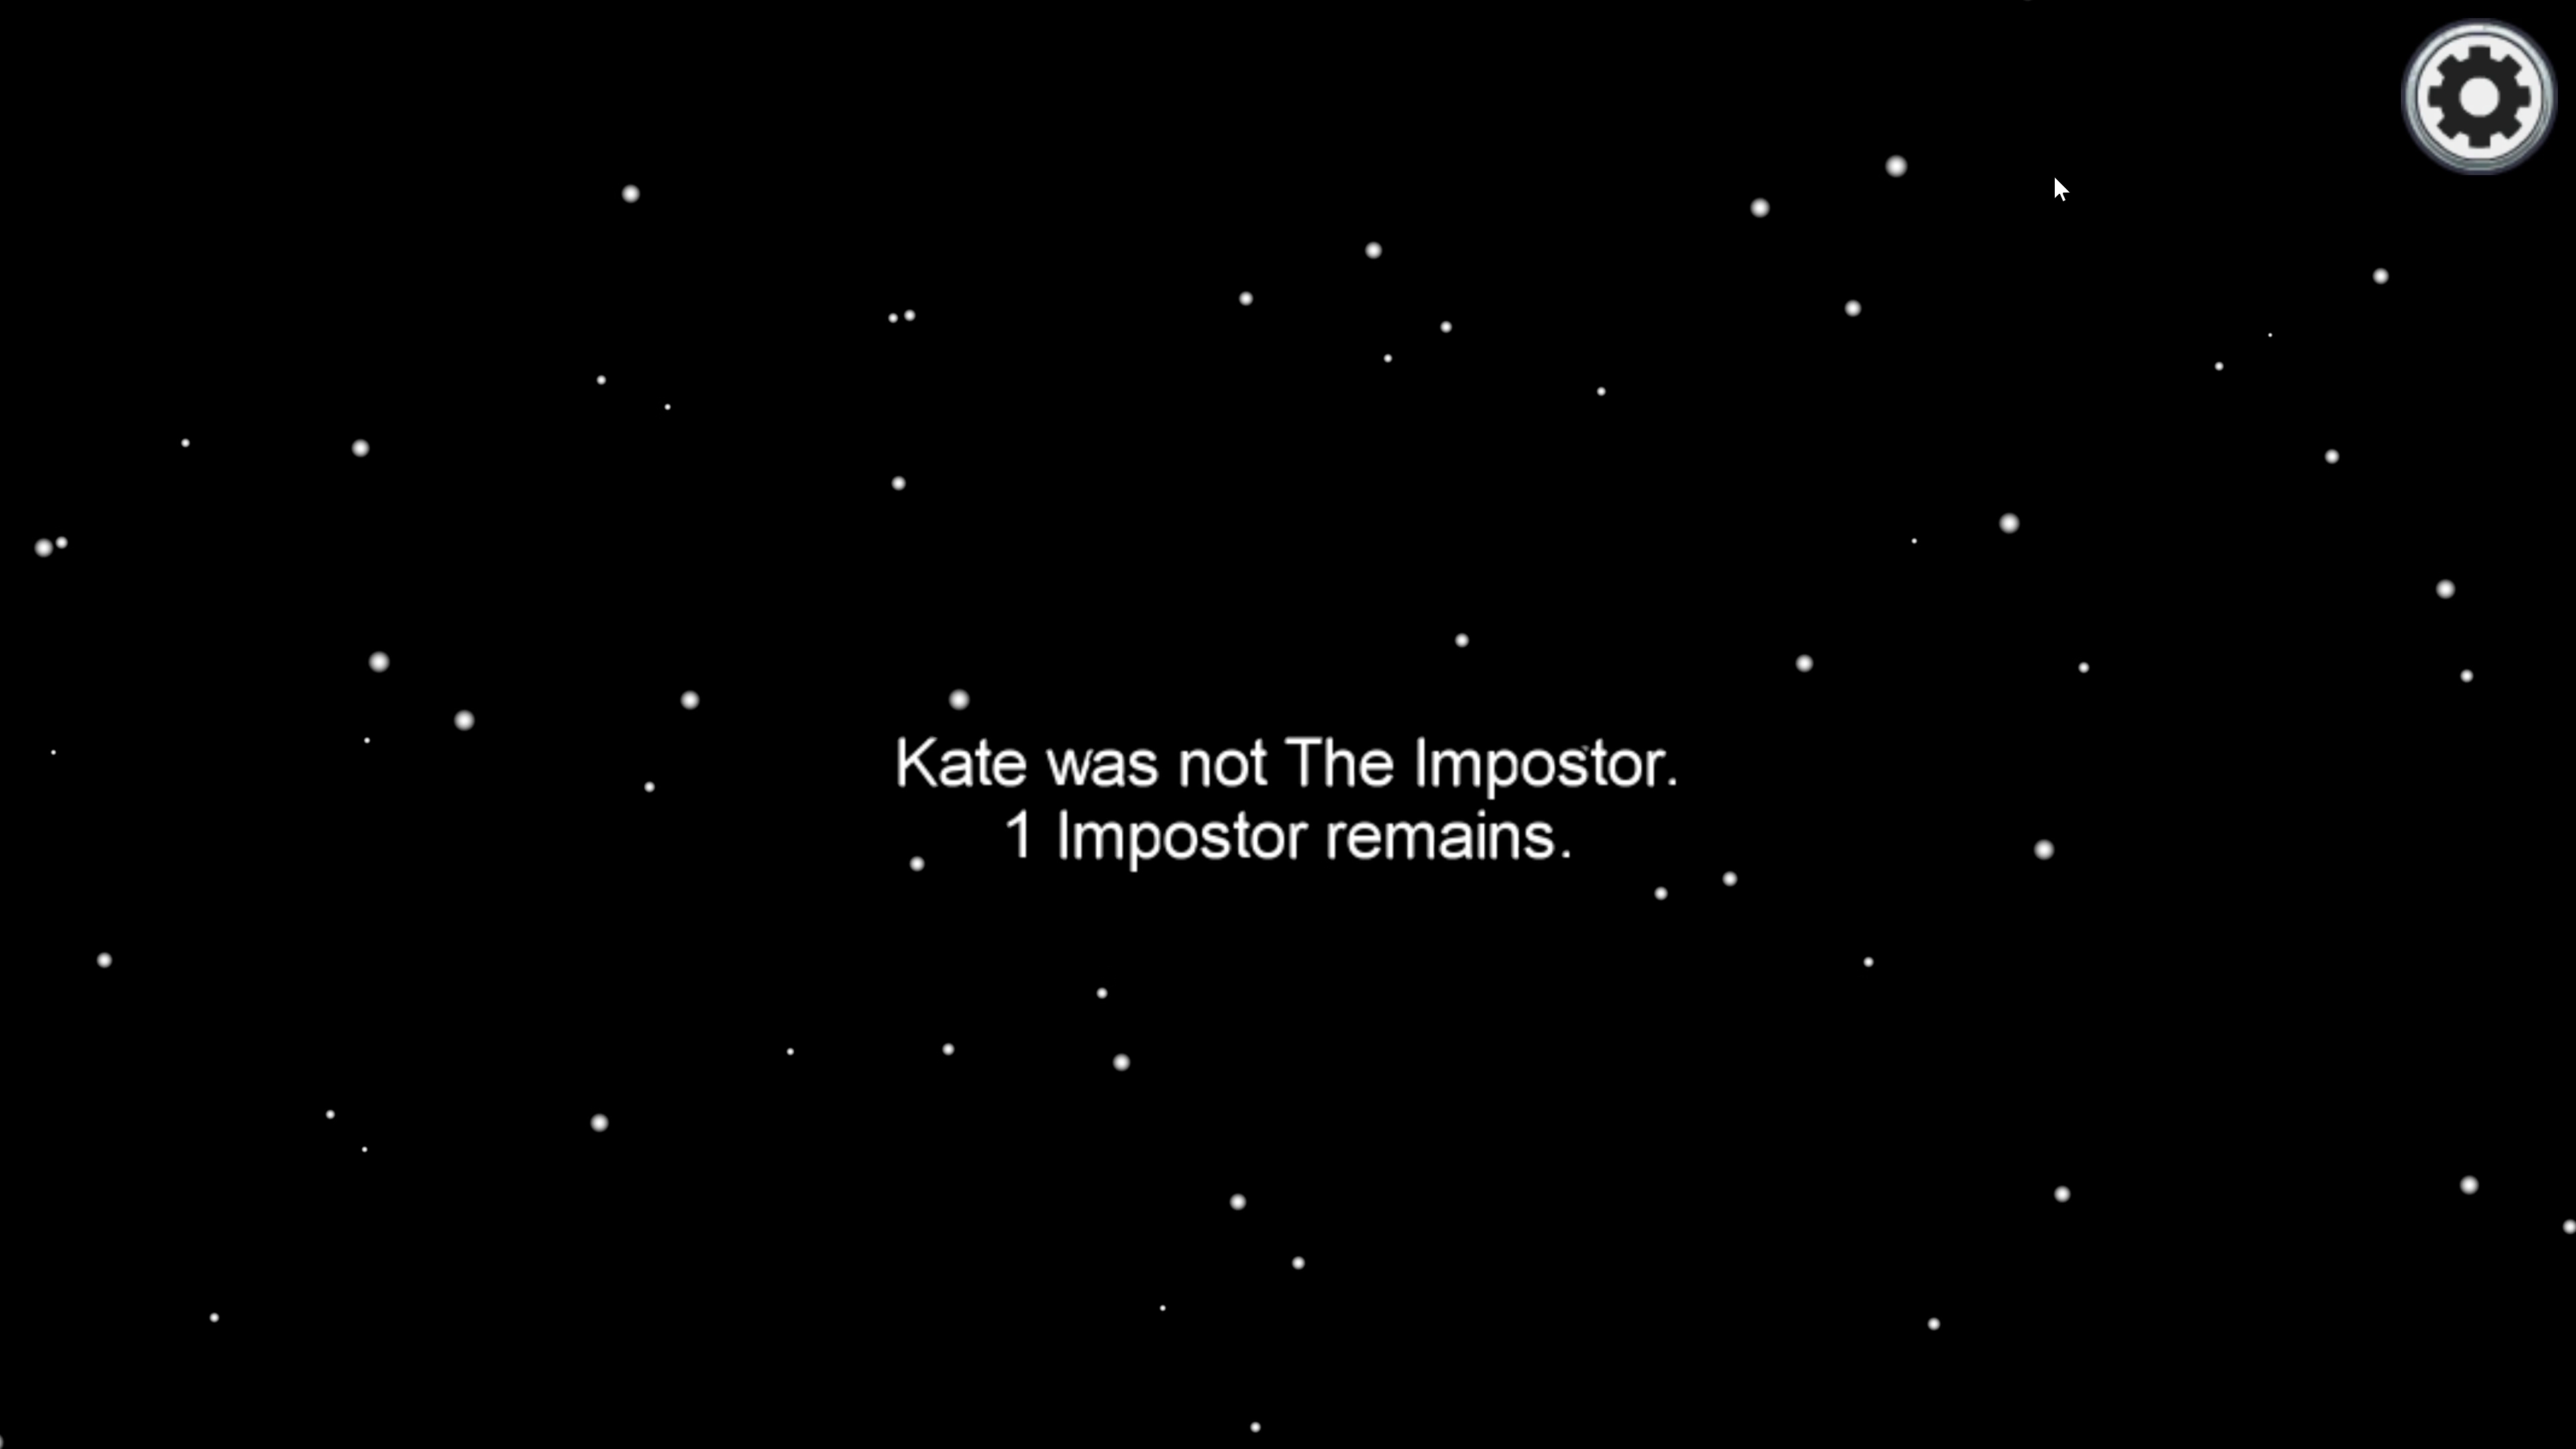 Kate was not The Impostor.
1 Impostor remains.